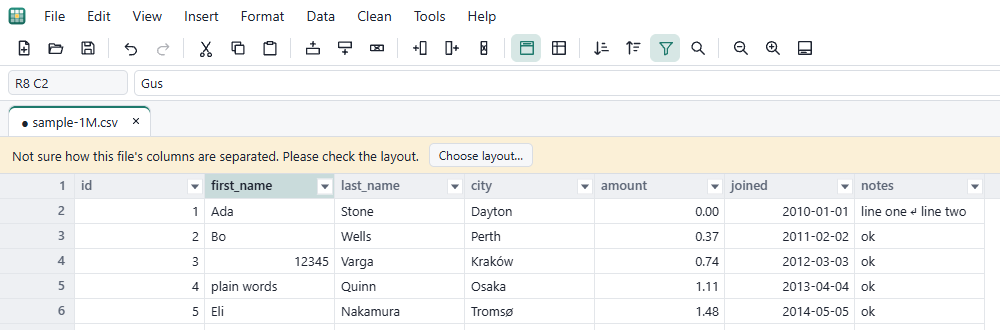 File Edit View Insert Format Data Clean Tools Help
R8 C2 Gus
● sample-1M.csv ×
Not sure how this file's columns are separated. Please check the layout. Choose layout...
1 id first_name last_name city amount joined notes
2 1 Ada Stone Dayton 0.00 2010-01-01 line one ↵ line two
3 2 Bo Wells Perth 0.37 2011-02-02 ok
4 3 12345 Varga Kraków 0.74 2012-03-03 ok
5 4 plain words Quinn Osaka 1.11 2013-04-04 ok
6 5 Eli Nakamura Tromsø 1.48 2014-05-05 ok